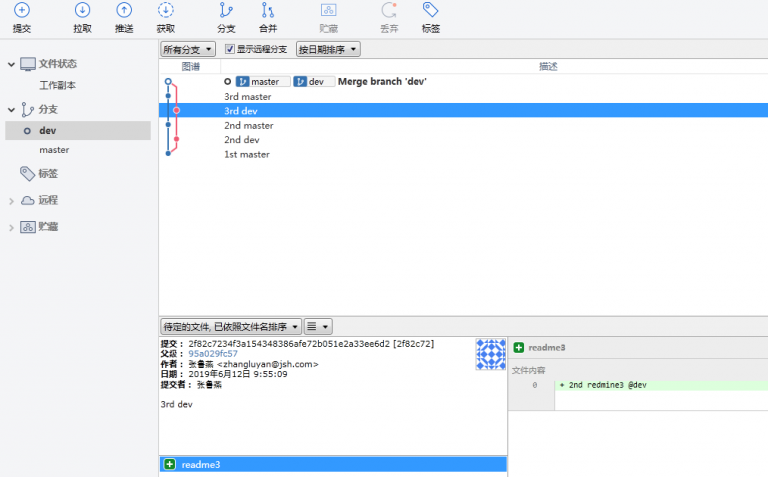 提交 拉取 推送 获取 分支 合并 贮藏 丢弃 标签
所有分支 显示远程分支 按日期排序
文件状态
工作副本
分支
dev
master
标签
远程
贮藏
图谱 描述
master dev Merge branch 'dev'
3rd master
3rd dev
2nd master
2nd dev
1st master
待定的文件, 已依照文件名排序
提交： 2f82c7234f3a154348386afe72b051e2a33ee6d2 [2f82c72]
父级： 95a029fc57
作者： 张鲁燕 <zhangluyan@jsh.com>
日期： 2019年6月12日 9:55:09
提交者： 张鲁燕
3rd dev
readme3
readme3
文件内容
0 + 2nd redmine3 @dev